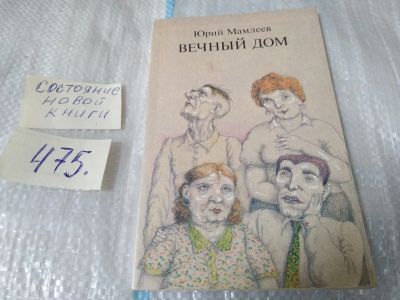 Состояние
новой
книги
475.
Юрий Мамлеев
ВЕЧНЫЙ ДОМ